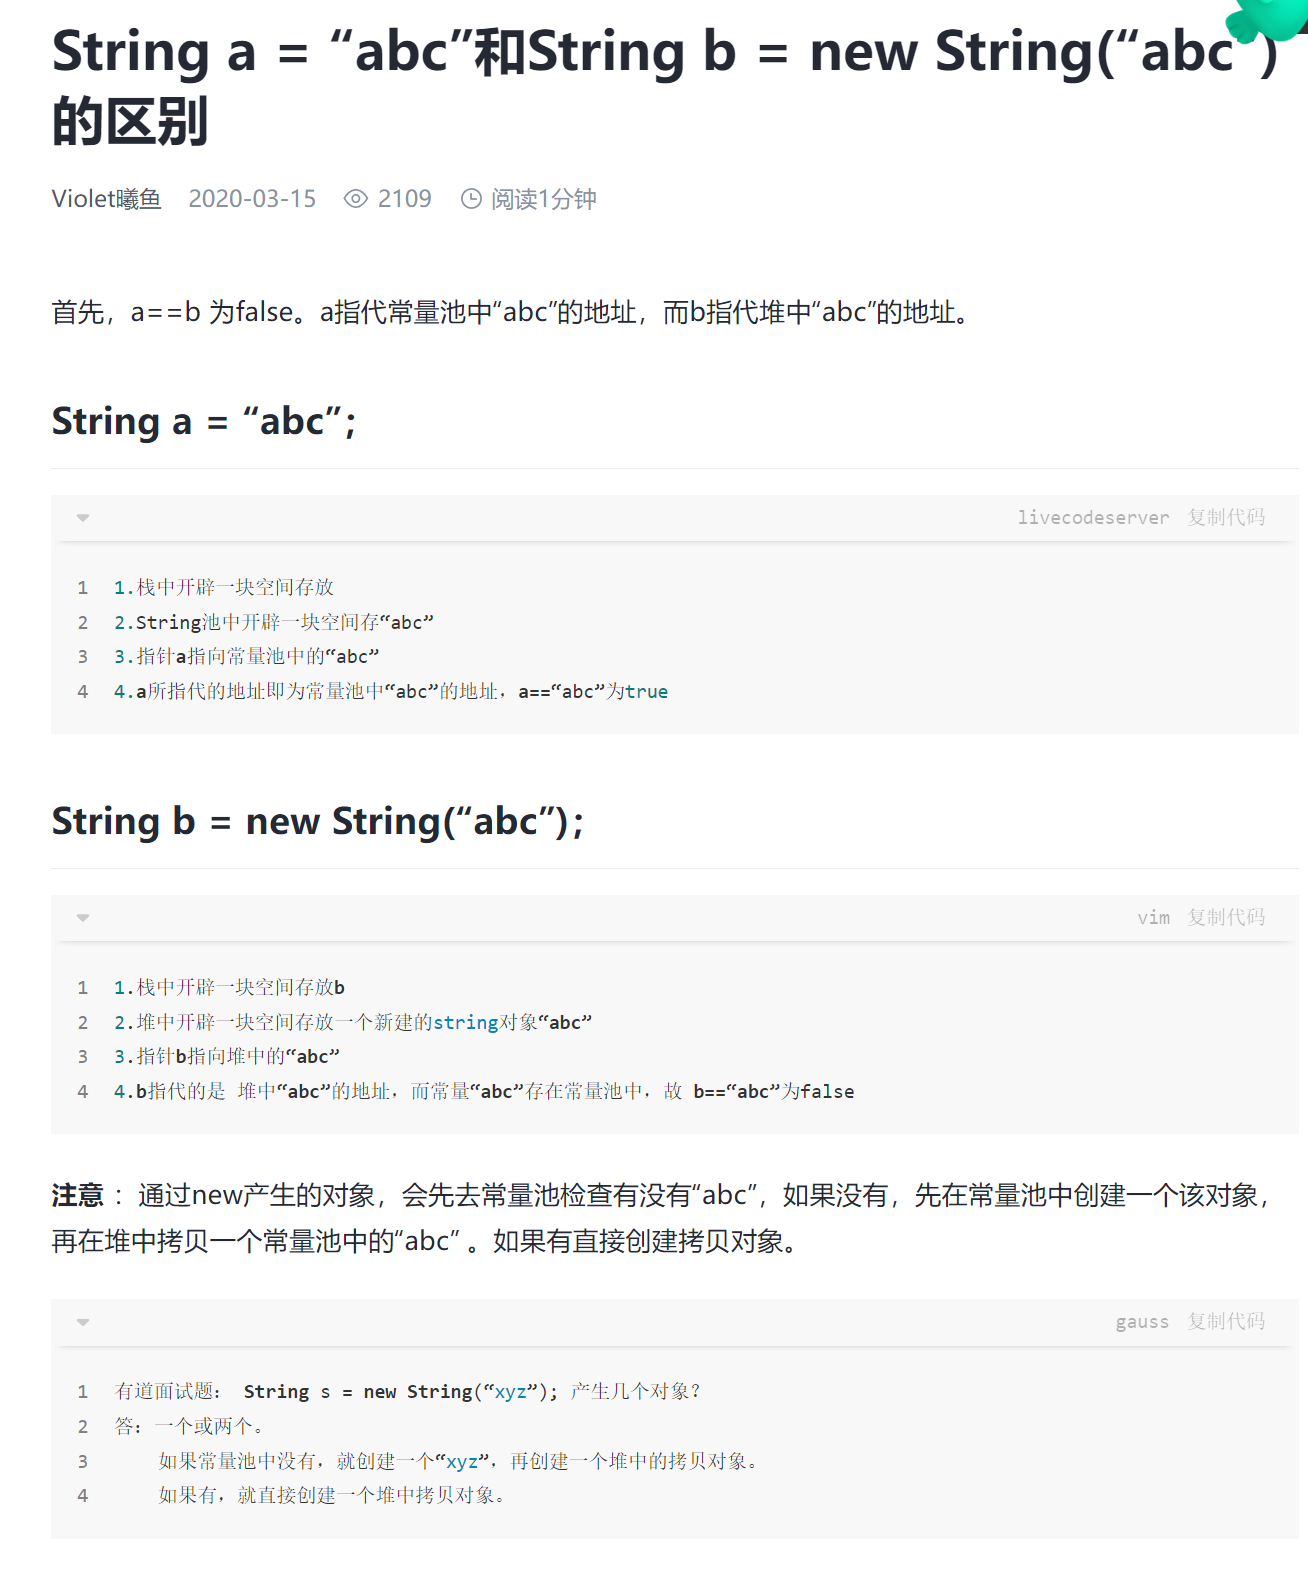 String a = “abc”和String b = new String(“abc”)
的区别
Violet曦鱼 2020-03-15 2109 阅读1分钟
首先，a==b 为false。a指代常量池中“abc”的地址，而b指代堆中“abc”的地址。
String a = “abc”；
livecodeserver 复制代码
1 1.栈中开辟一块空间存放
2 2.String池中开辟一块空间存“abc”
3 3.指针a指向常量池中的“abc”
4 4.a所指代的地址即为常量池中“abc”的地址，a==“abc”为true
String b = new String(“abc”)；
vim 复制代码
1 1.栈中开辟一块空间存放b
2 2.堆中开辟一块空间存放一个新建的string对象“abc”
3 3.指针b指向堆中的“abc”
4 4.b指代的是 堆中“abc”的地址，而常量“abc”存在常量池中，故 b==“abc”为false
注意 ：通过new产生的对象，会先去常量池检查有没有“abc”，如果没有，先在常量池中创建一个该对象，
再在堆中拷贝一个常量池中的“abc” 。如果有直接创建拷贝对象。
gauss 复制代码
1 有道面试题： String s = new String(“xyz”); 产生几个对象？
2 答：一个或两个。
3 如果常量池中没有，就创建一个“xyz”，再创建一个堆中的拷贝对象。
4 如果有，就直接创建一个堆中拷贝对象。